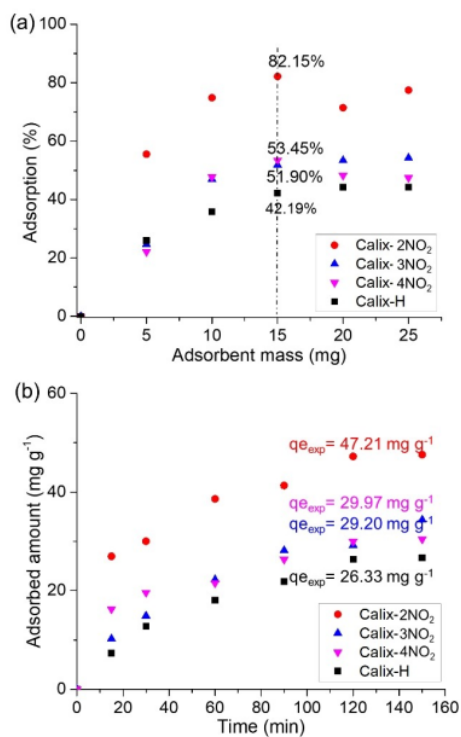 (a)
100
80
60
40
20
0
Adsorption (%)
82.15%
53.45%
51.90%
42.19%
Calix-2NO₂
Calix-3NO₂
Calix-4NO₂
Calix-H
0 5 10 15 20 25
Adsorbent mass (mg)
(b)
60
40
20
0
Adsorbed amount (mg g⁻¹)
qeₑₓₚ= 47.21 mg g⁻¹
qeₑₓₚ= 29.97 mg g⁻¹
qeₑₓₚ= 29.20 mg g⁻¹
qeₑₓₚ= 26.33 mg g⁻¹
Calix-2NO₂
Calix-3NO₂
Calix-4NO₂
Calix-H
0 20 40 60 80 100 120 140 160
Time (min)